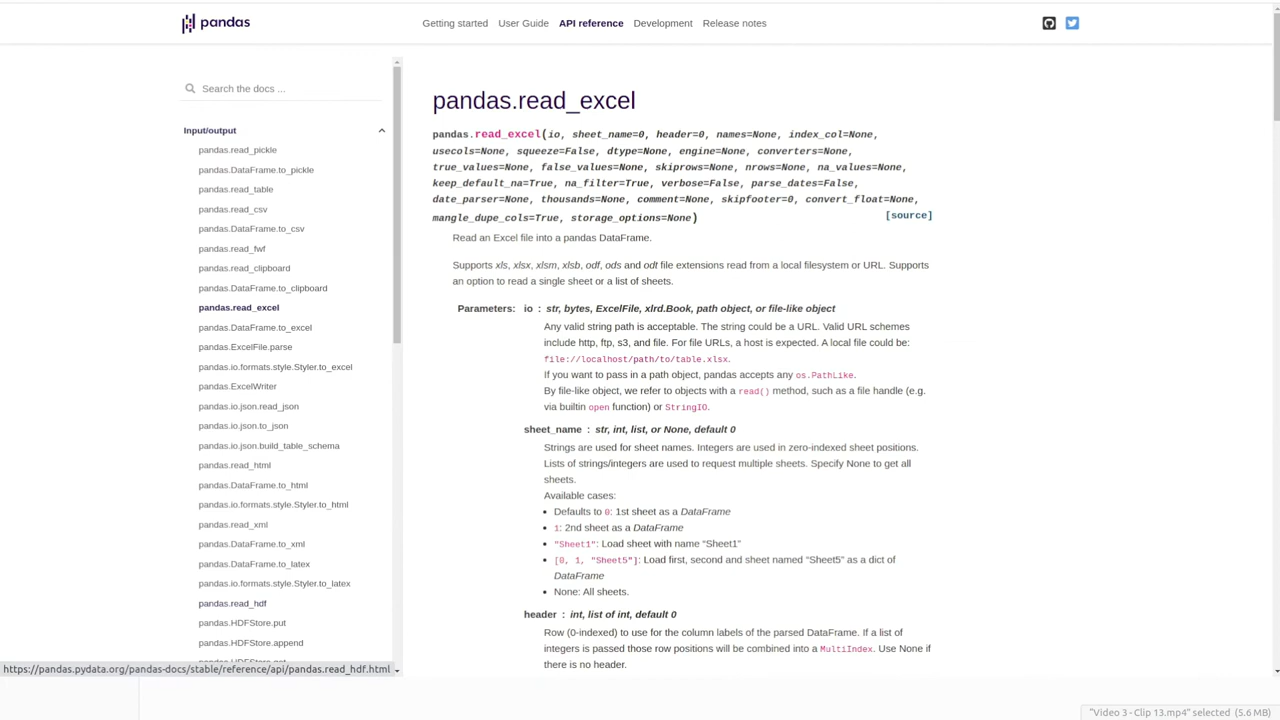 pandas
Getting started User Guide API reference Development Release notes
Search the docs ...
Input/output
pandas.read_pickle
pandas.DataFrame.to_pickle
pandas.read_table
pandas.read_csv
pandas.DataFrame.to_csv
pandas.read_fwf
pandas.read_clipboard
pandas.DataFrame.to_clipboard
pandas.read_excel
pandas.DataFrame.to_excel
pandas.ExcelFile.parse
pandas.io.formats.style.Styler.to_excel
pandas.ExcelWriter
pandas.io.json.read_json
pandas.io.json.to_json
pandas.io.json.build_table_schema
pandas.read_html
pandas.DataFrame.to_html
pandas.io.formats.style.Styler.to_html
pandas.read_xml
pandas.DataFrame.to_xml
pandas.DataFrame.to_latex
pandas.io.formats.style.Styler.to_latex
pandas.read_hdf
pandas.HDFStore.put
pandas.HDFStore.append
pandas.HDFStore.get
https://pandas.pydata.org/pandas-docs/stable/reference/api/pandas.read_hdf.html
pandas.read_excel
pandas.read_excel(io, sheet_name=0, header=0, names=None, index_col=None,
usecols=None, squeeze=False, dtype=None, engine=None, converters=None,
true_values=None, false_values=None, skiprows=None, nrows=None, na_values=None,
keep_default_na=True, na_filter=True, verbose=False, parse_dates=False,
date_parser=None, thousands=None, comment=None, skipfooter=0, convert_float=None,
mangle_dupe_cols=True, storage_options=None) [source]
Read an Excel file into a pandas DataFrame.
Supports xls, xlsx, xlsm, xlsb, odf, ods and odt file extensions read from a local filesystem or URL. Supports
an option to read a single sheet or a list of sheets.
Parameters: io : str, bytes, ExcelFile, xlrd.Book, path object, or file-like object
Any valid string path is acceptable. The string could be a URL. Valid URL schemes
include http, ftp, s3, and file. For file URLs, a host is expected. A local file could be:
file://localhost/path/to/table.xlsx.
If you want to pass in a path object, pandas accepts any os.PathLike.
By file-like object, we refer to objects with a read() method, such as a file handle (e.g.
via builtin open function) or StringIO.
sheet_name : str, int, list, or None, default 0
Strings are used for sheet names. Integers are used in zero-indexed sheet positions.
Lists of strings/integers are used to request multiple sheets. Specify None to get all
sheets.
Available cases:
• Defaults to 0: 1st sheet as a DataFrame
• 1: 2nd sheet as a DataFrame
• "Sheet1": Load sheet with name “Sheet1”
• [0, 1, "Sheet5"]: Load first, second and sheet named “Sheet5” as a dict of
DataFrame
• None: All sheets.
header : int, list of int, default 0
Row (0-indexed) to use for the column labels of the parsed DataFrame. If a list of
integers is passed those row positions will be combined into a MultiIndex. Use None if
there is no header.
"Video 3 - Clip 13.mp4" selected (5.6 MB)